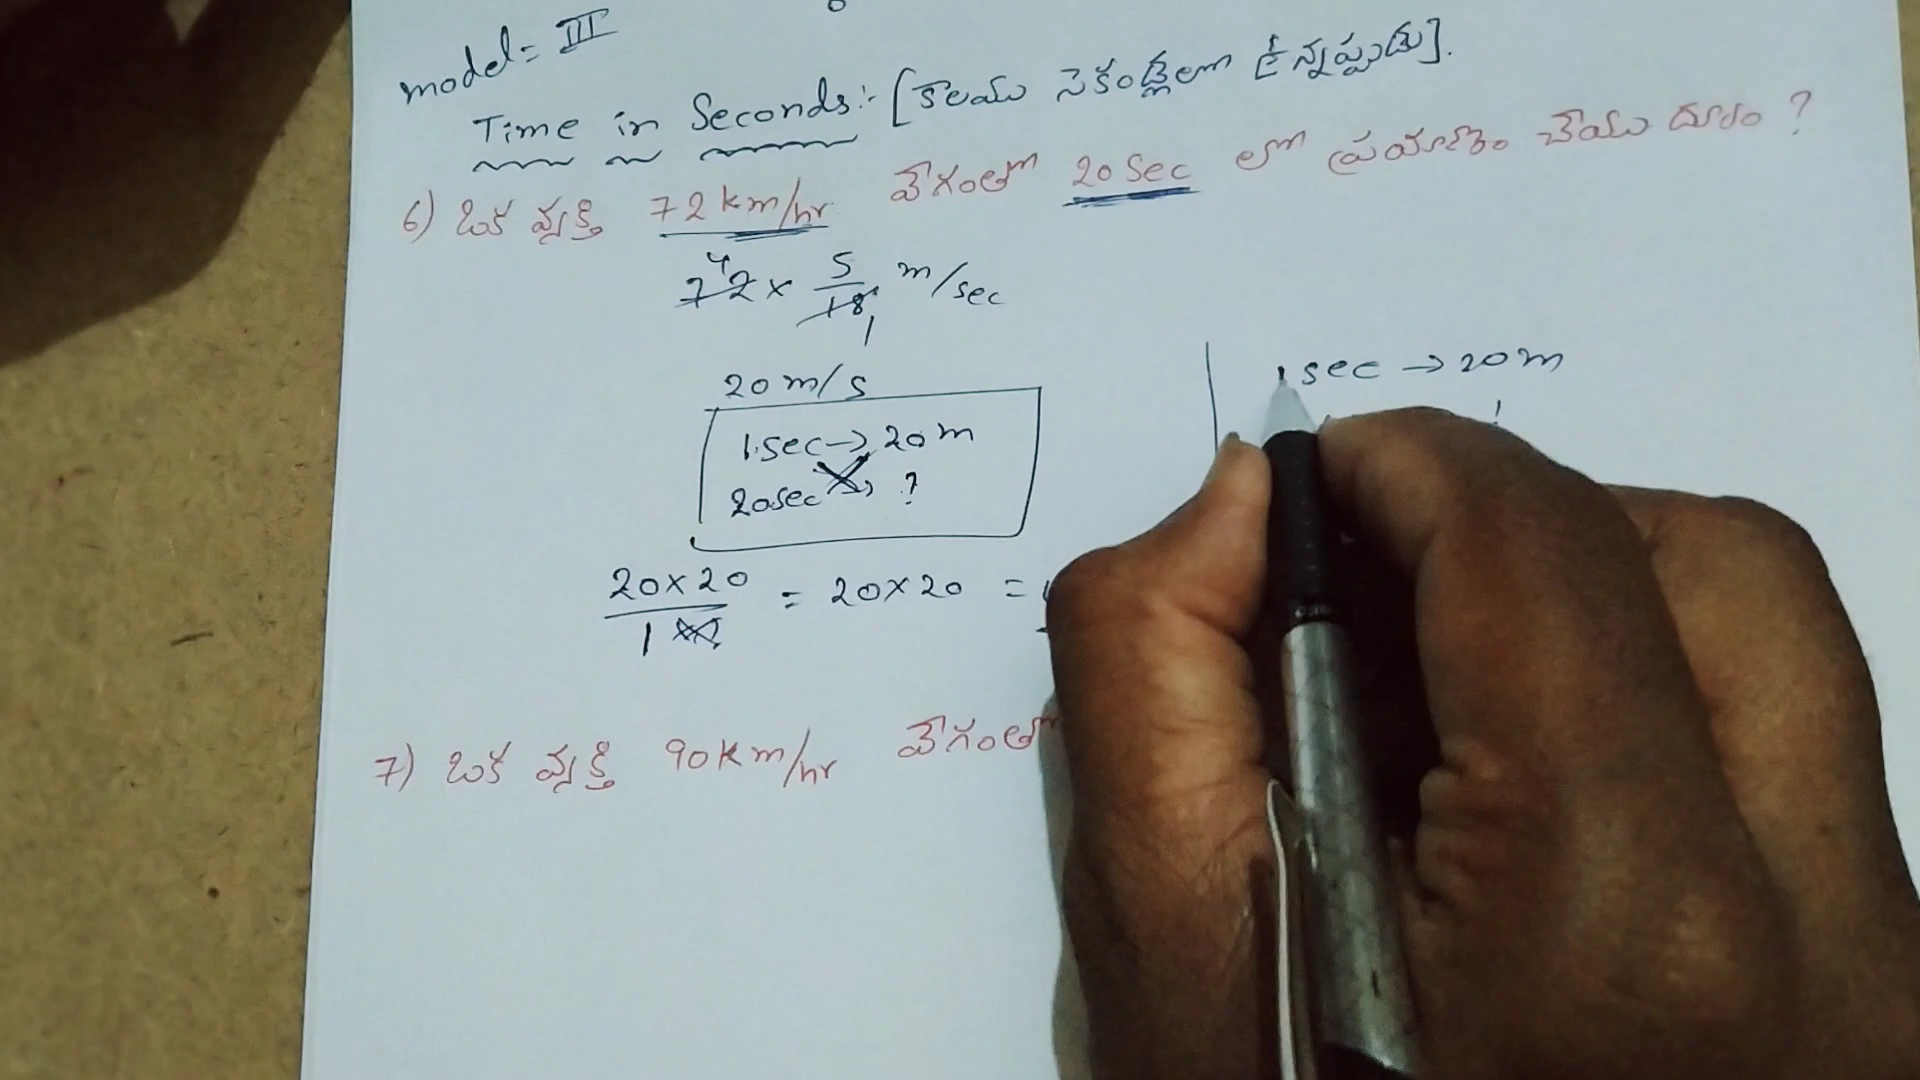 model = III
Time in Seconds :- [కాలము సెకండ్లలో ఉన్నప్పుడు].
6) ఒక వ్యక్తి 72 km/hr వేగంతో 20 Sec లో ప్రయాణం చేయు దూరం ?
72 × 5/18 m/sec
4
1
20 m/s
1 sec → 20 m
20 sec → ?
20×20/1 = 20×20 =
1 sec → 20 m
7) ఒక వ్యక్తి 90 km/hr వేగంతో